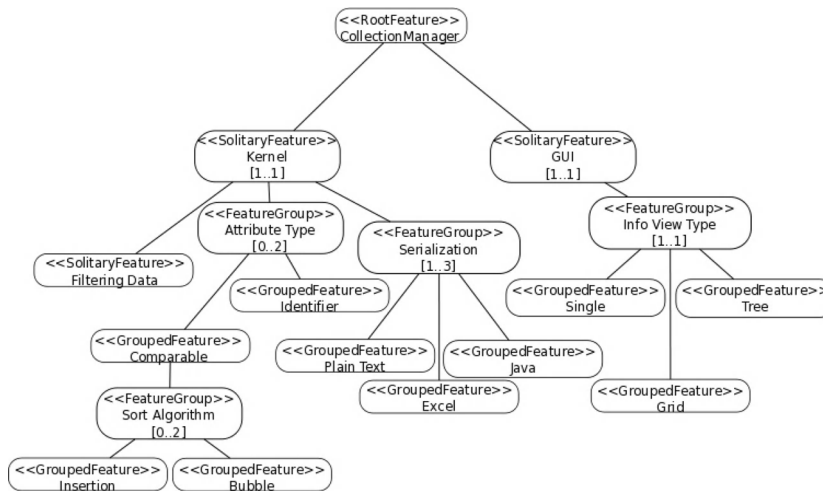 <<RootFeature>>
CollectionManager
<<SolitaryFeature>>
Kernel
[1..1]
<<SolitaryFeature>>
GUI
[1..1]
<<FeatureGroup>>
Attribute Type
[0..2]
<<FeatureGroup>>
Serialization
[1..3]
<<FeatureGroup>>
Info View Type
[1..1]
<<SolitaryFeature>>
Filtering Data
<<GroupedFeature>>
Identifier
<<GroupedFeature>>
Single
<<GroupedFeature>>
Tree
<<GroupedFeature>>
Comparable
<<GroupedFeature>>
Plain Text
<<GroupedFeature>>
Java
<<GroupedFeature>>
Excel
<<GroupedFeature>>
Grid
<<FeatureGroup>>
Sort Algorithm
[0..2]
<<GroupedFeature>>
Insertion
<<GroupedFeature>>
Bubble